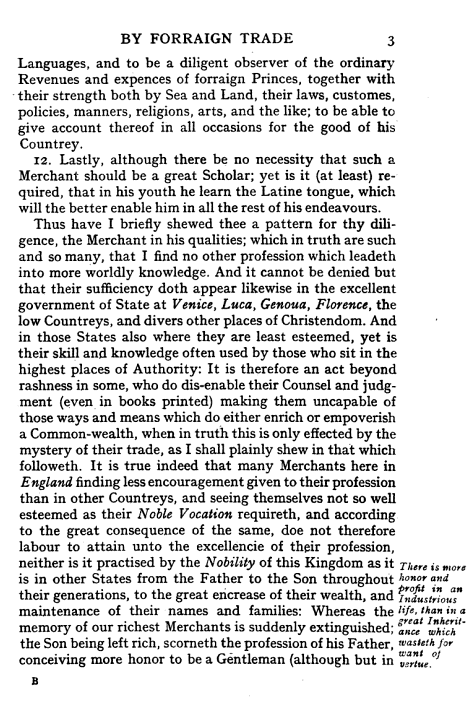 BY FORRAIGN TRADE 3
Languages, and to be a diligent observer of the ordinary
Revenues and expences of forraign Princes, together with
their strength both by Sea and Land, their laws, customes,
policies, manners, religions, arts, and the like; to be able to
give account thereof in all occasions for the good of his
Countrey.
12. Lastly, although there be no necessity that such a
Merchant should be a great Scholar; yet is it (at least) re-
quired, that in his youth he learn the Latine tongue, which
will the better enable him in all the rest of his endeavours.
Thus have I briefly shewed thee a pattern for thy dili-
gence, the Merchant in his qualities; which in truth are such
and so many, that I find no other profession which leadeth
into more worldly knowledge. And it cannot be denied but
that their sufficiency doth appear likewise in the excellent
government of State at Venice, Luca, Genoua, Florence, the
low Countreys, and divers other places of Christendom. And
in those States also where they are least esteemed, yet is
their skill and knowledge often used by those who sit in the
highest places of Authority: It is therefore an act beyond
rashness in some, who do dis-enable their Counsel and judg-
ment (even in books printed) making them uncapable of
those ways and means which do either enrich or empoverish
a Common-wealth, when in truth this is only effected by the
mystery of their trade, as I shall plainly shew in that which
followeth. It is true indeed that many Merchants here in
England finding less encouragement given to their profession
than in other Countreys, and seeing themselves not so well
esteemed as their Noble Vocation requireth, and according
to the great consequence of the same, doe not therefore
labour to attain unto the excellencie of their profession,
neither is it practised by the Nobility of this Kingdom as it
is in other States from the Father to the Son throughout
their generations, to the great encrease of their wealth, and
maintenance of their names and families: Whereas the
memory of our richest Merchants is suddenly extinguished;
the Son being left rich, scorneth the profession of his Father,
conceiving more honor to be a Gentleman (although but in
There is more
honor and
profit in an
Industrious
life, than in a
great Inherit-
ance which
wasteth for
want of
vertue.
B